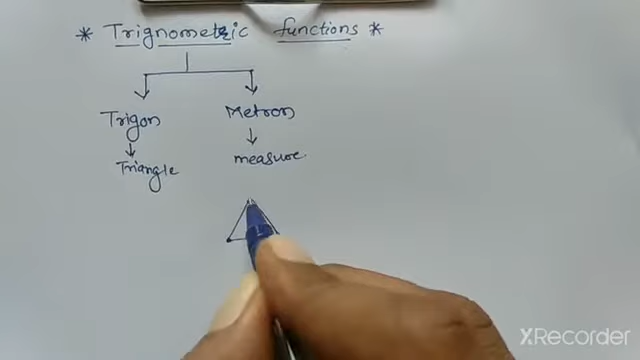 * Trignometric functions *
Trigon Metron
Triangle measure.
XRecorder